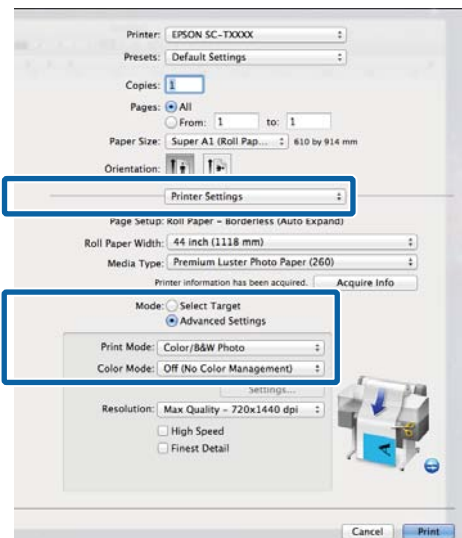 Printer: EPSON SC-TXXXX
Presets: Default Settings
Copies: 1
Pages: All
From: 1 to: 1
Paper Size: Super A1 (Roll Pap... 610 by 914 mm
Orientation:
Printer Settings
Page Setup: Roll Paper - Borderless (Auto Expand)
Roll Paper Width: 44 inch (1118 mm)
Media Type: Premium Luster Photo Paper (260)
Printer information has been acquired. Acquire Info
Mode: Select Target
Advanced Settings
Print Mode: Color/B&W Photo
Color Mode: Off (No Color Management)
Settings...
Resolution: Max Quality - 720x1440 dpi
High Speed
Finest Detail
Cancel Print